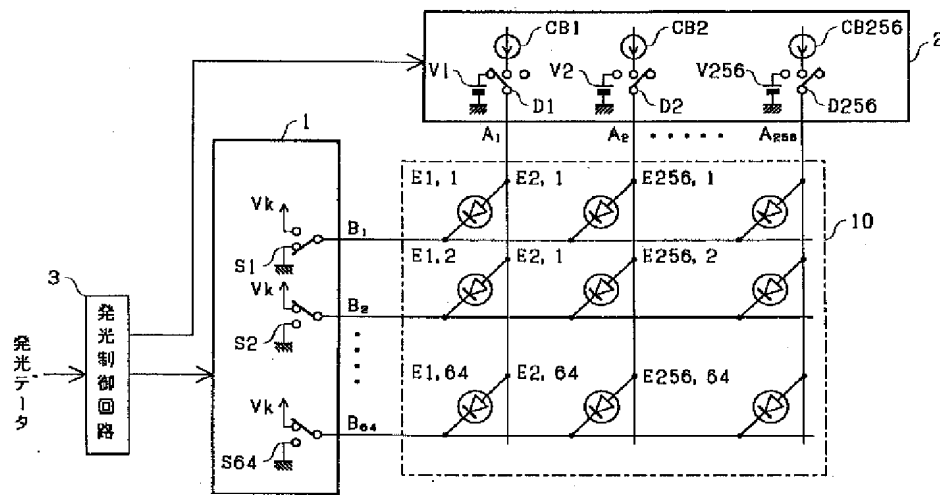 CB1 CB2 CB256
2
V1 V2 V256
D1 D2 D256
1
A1 A2 ····· A256
E1, 1 E2, 1 E256, 1
10
Vk
B1
S1
E1, 2 E2, 1 E256, 2
3
Vk
B2
S2
発光制御回路
発光データ
E1, 64 E2, 64 E256, 64
Vk
B64
S64